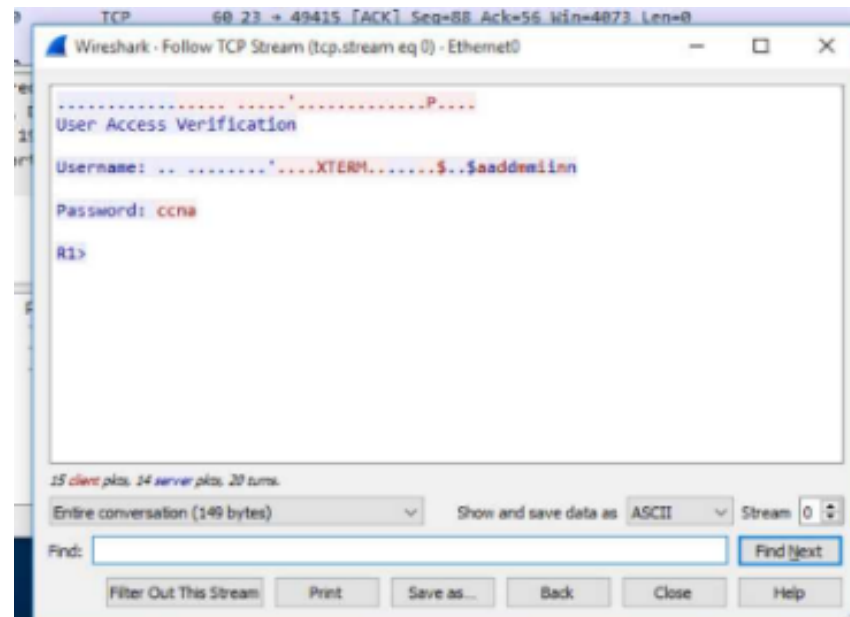 TCP 60 23 → 49415 [ACK] Seq=88 Ack=56 Win=4073 Len=0
Wireshark · Follow TCP Stream (tcp.stream eq 0) · Ethernet0
.................. .....'.............P....
User Access Verification
Username: .. ........'....XTERM.......$..$aaddmmiinn
Password: ccna
R1>
15 client pkts, 14 server pkts, 20 turns.
Entire conversation (149 bytes)
Show and save data as ASCII
Stream 0
Find:
Find Next
Filter Out This Stream
Print
Save as...
Back
Close
Help